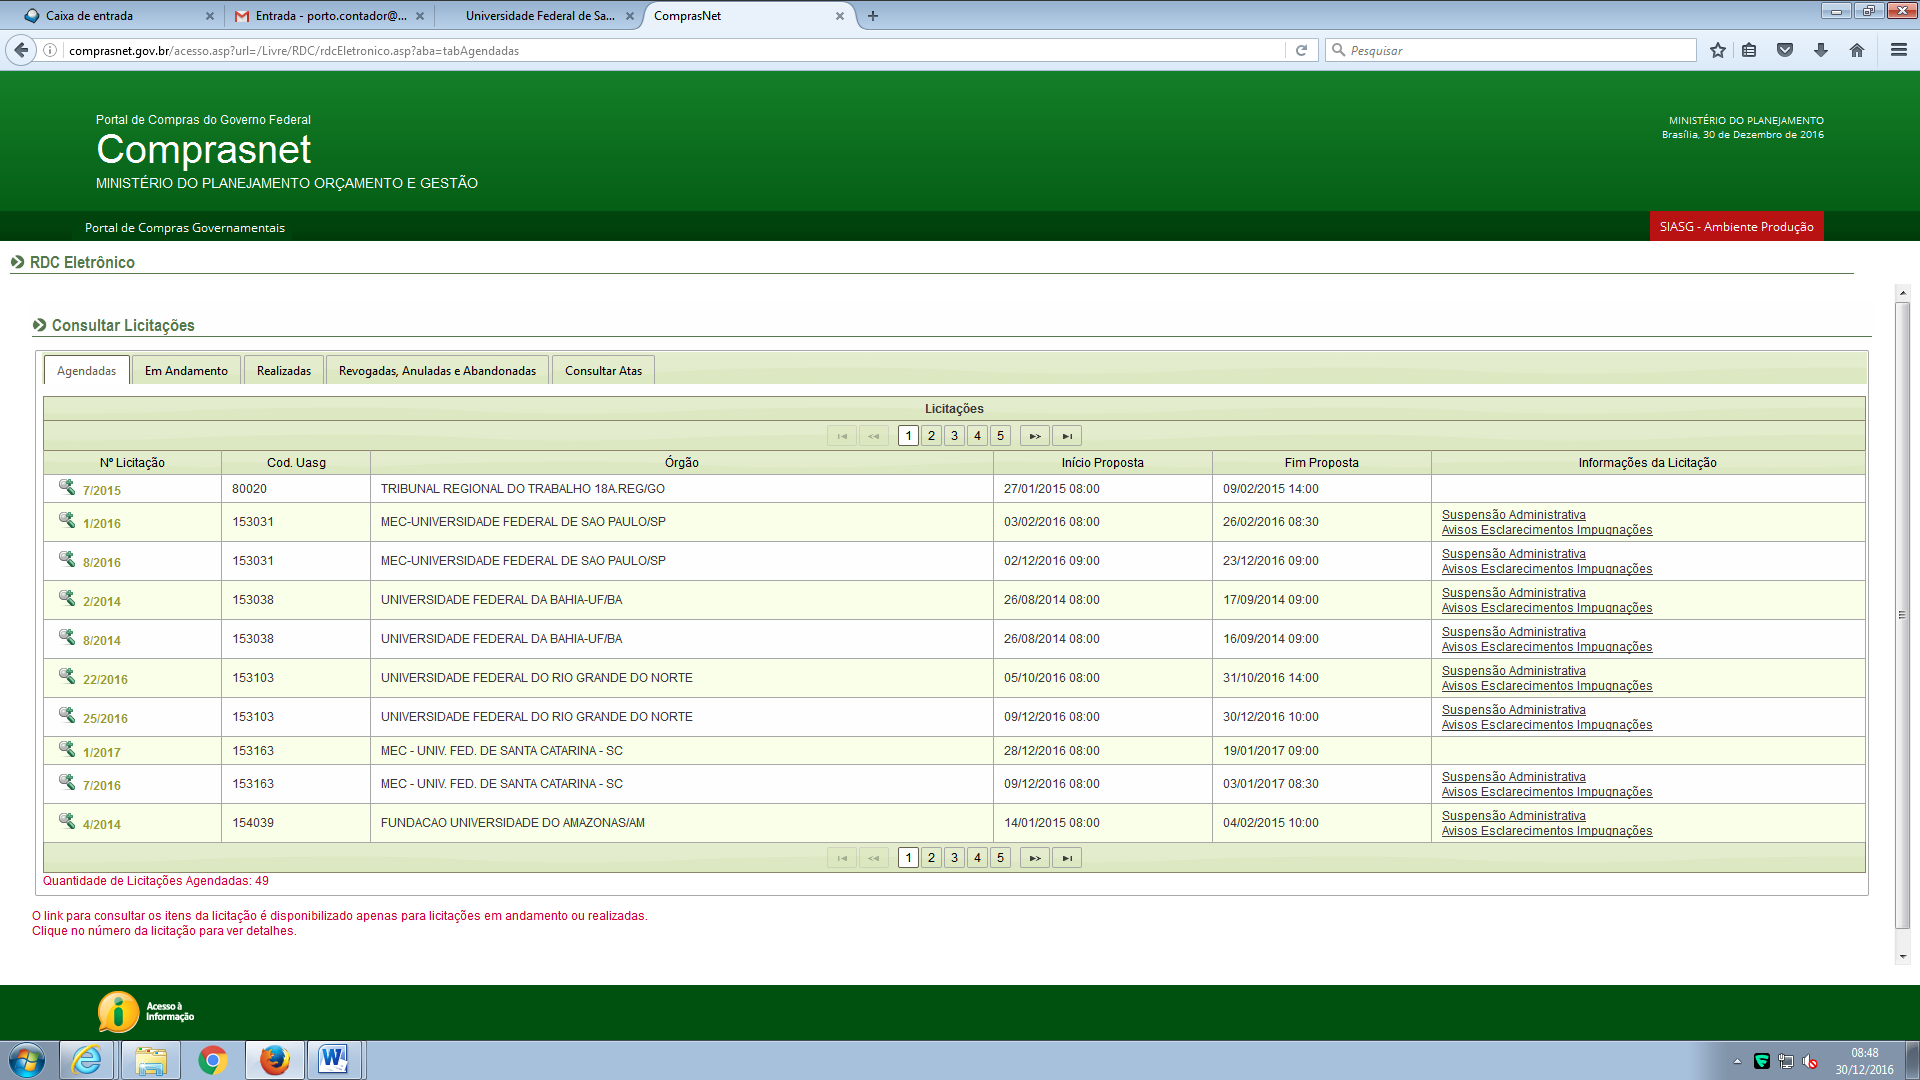 Caixa de entrada
Entrada - porto.contador@...
Universidade Federal de Sa...
ComprasNet
comprasnet.gov.br/acesso.asp?url=/Livre/RDC/rdcEletronico.asp?aba=tabAgendadas
Pesquisar
Portal de Compras do Governo Federal
Comprasnet
MINISTÉRIO DO PLANEJAMENTO ORÇAMENTO E GESTÃO
MINISTÉRIO DO PLANEJAMENTO
Brasília, 30 de Dezembro de 2016
Portal de Compras Governamentais
SIASG - Ambiente Produção
RDC Eletrônico
Consultar Licitações
Agendadas Em Andamento Realizadas Revogadas, Anuladas e Abandonadas Consultar Atas
Licitações
1 2 3 4 5
Nº Licitação Cod. Uasg Órgão Início Proposta Fim Proposta Informações da Licitação
7/2015 80020 TRIBUNAL REGIONAL DO TRABALHO 18A.REG/GO 27/01/2015 08:00 09/02/2015 14:00
1/2016 153031 MEC-UNIVERSIDADE FEDERAL DE SAO PAULO/SP 03/02/2016 08:00 26/02/2016 08:30 Suspensão Administrativa
Avisos Esclarecimentos Impugnações
8/2016 153031 MEC-UNIVERSIDADE FEDERAL DE SAO PAULO/SP 02/12/2016 09:00 23/12/2016 09:00 Suspensão Administrativa
Avisos Esclarecimentos Impugnações
2/2014 153038 UNIVERSIDADE FEDERAL DA BAHIA-UF/BA 26/08/2014 08:00 17/09/2014 09:00 Suspensão Administrativa
Avisos Esclarecimentos Impugnações
8/2014 153038 UNIVERSIDADE FEDERAL DA BAHIA-UF/BA 26/08/2014 08:00 16/09/2014 09:00 Suspensão Administrativa
Avisos Esclarecimentos Impugnações
22/2016 153103 UNIVERSIDADE FEDERAL DO RIO GRANDE DO NORTE 05/10/2016 08:00 31/10/2016 14:00 Suspensão Administrativa
Avisos Esclarecimentos Impugnações
25/2016 153103 UNIVERSIDADE FEDERAL DO RIO GRANDE DO NORTE 09/12/2016 08:00 30/12/2016 10:00 Suspensão Administrativa
Avisos Esclarecimentos Impugnações
1/2017 153163 MEC - UNIV. FED. DE SANTA CATARINA - SC 28/12/2016 08:00 19/01/2017 09:00
7/2016 153163 MEC - UNIV. FED. DE SANTA CATARINA - SC 09/12/2016 08:00 03/01/2017 08:30 Suspensão Administrativa
Avisos Esclarecimentos Impugnações
4/2014 154039 FUNDACAO UNIVERSIDADE DO AMAZONAS/AM 14/01/2015 08:00 04/02/2015 10:00 Suspensão Administrativa
Avisos Esclarecimentos Impugnações
1 2 3 4 5
Quantidade de Licitações Agendadas: 49
O link para consultar os itens da licitação é disponibilizado apenas para licitações em andamento ou realizadas.
Clique no número da licitação para ver detalhes.
Acesso à
Informação
08:48
30/12/2016